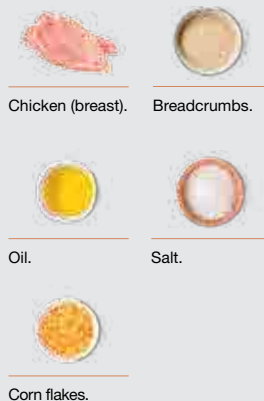 Chicken (breast).
Breadcrumbs.
Oil.
Salt.
Corn flakes.